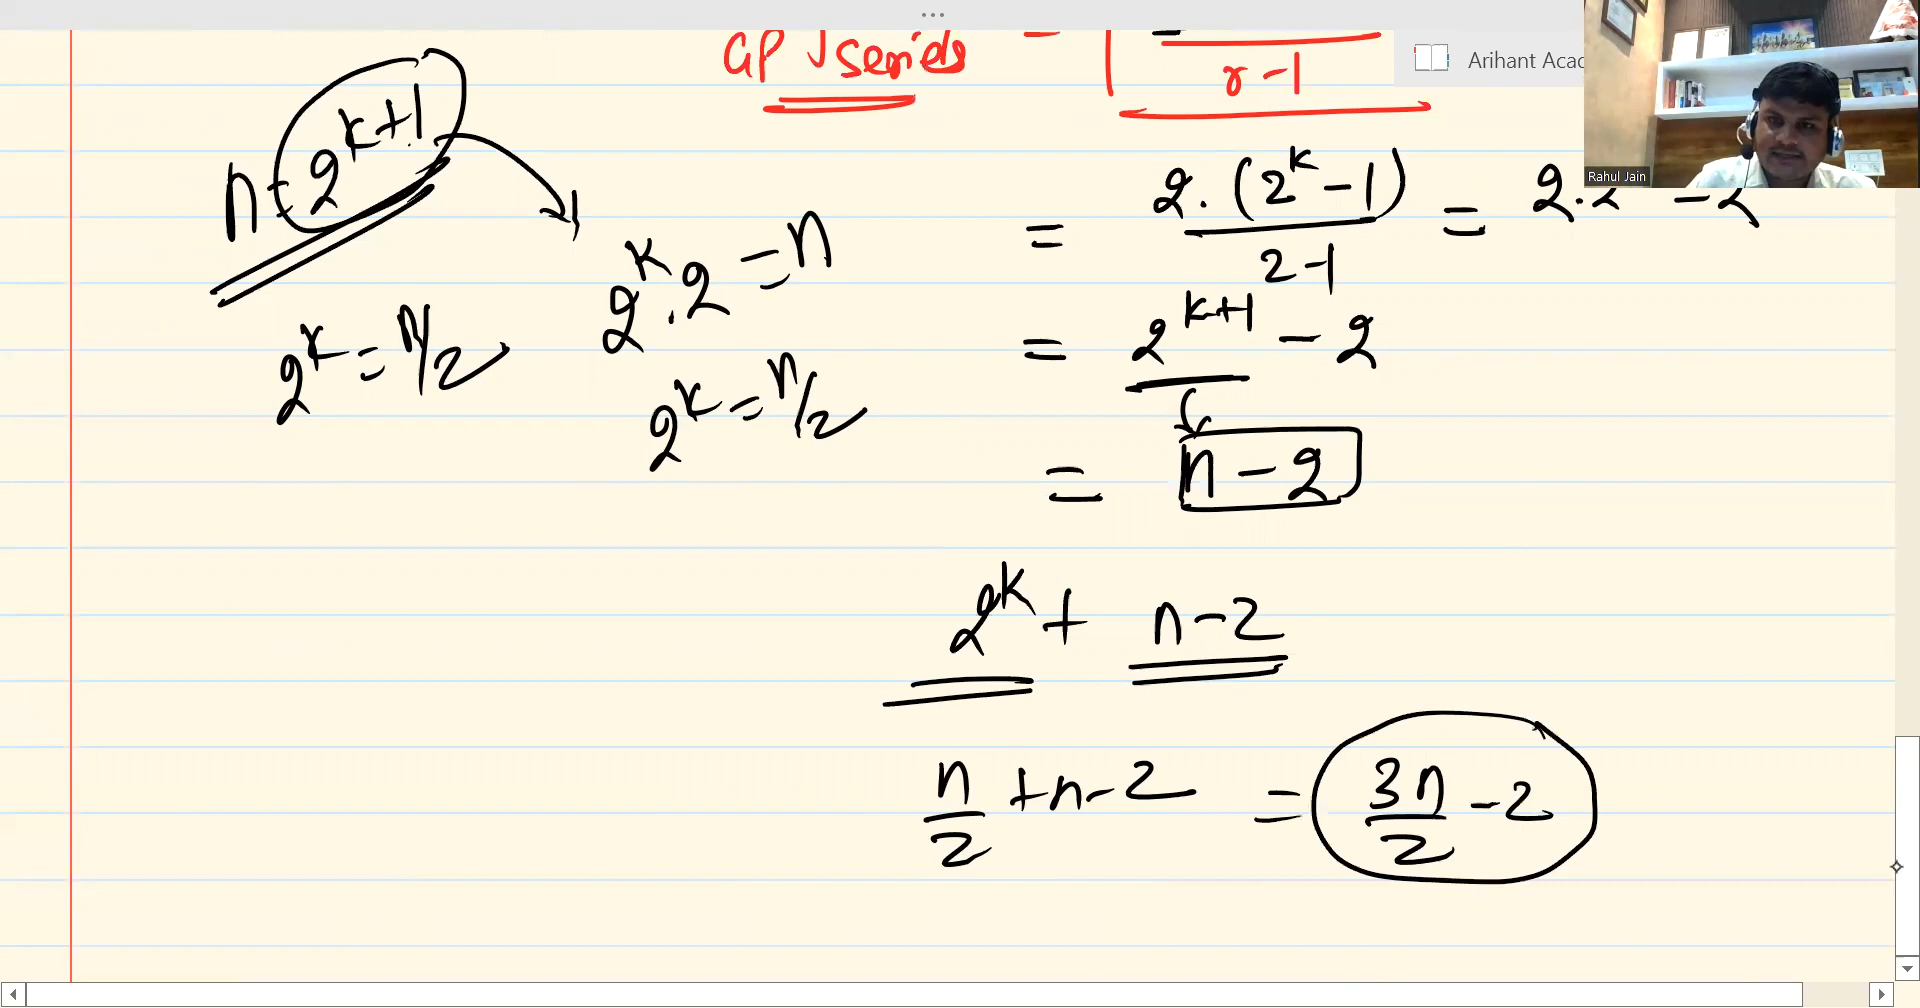 GP series = r-1
Arihant Acad
Rahul Jain
n = 2^{k+1}
2^k . 2 = n
2^k = n/2
2^k = n/2
= 2.(2^k - 1) / 2-1 = 2.2 - 2
= 2^{k+1} - 2
= n - 2
2^k + n - 2
n/2 + n - 2 = 3n/2 - 2